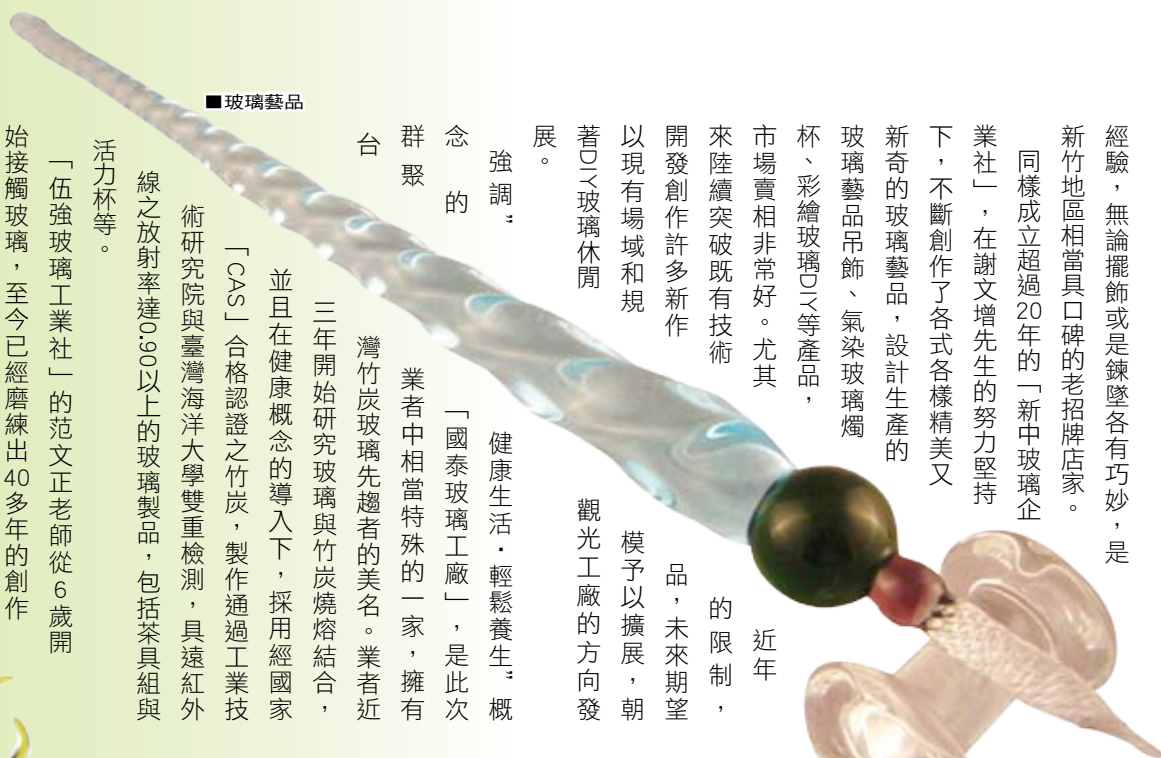 ■玻璃藝品
經驗，無論擺飾或是鍊墜各有巧妙，是
新竹地區相當具口碑的老招牌店家。
同樣成立超過20年的「新中玻璃企
業社」，在謝文增先生的努力堅持
下，不斷創作了各式各樣精美又
新奇的玻璃藝品，設計生產的
玻璃藝品吊飾、氣染玻璃燭
杯、彩繪玻璃DIY等產品，
市場賣相非常好。尤其近年
來陸續突破既有技術的限制，
開發創作許多新作品，未來期望
以現有場域和規模予以擴展，朝
著DIY玻璃休閒觀光工廠的方向發
展。
強調”健康生活．輕鬆養生”概
念的「國泰玻璃工廠」，是此次
群聚業者中相當特殊的一家，擁有
台灣竹炭玻璃先趨者的美名。業者近
三年開始研究玻璃與竹炭燒熔結合，
並且在健康概念的導入下，採用經國家
「CAS」合格認證之竹炭，製作通過工業技
術研究院與臺灣海洋大學雙重檢測，具遠紅外
線之放射率達0.90以上的玻璃製品，包括茶具組與
活力杯等。
「伍強玻璃工業社」的范文正老師從6歲開
始接觸玻璃，至今已經磨練出40多年的創作